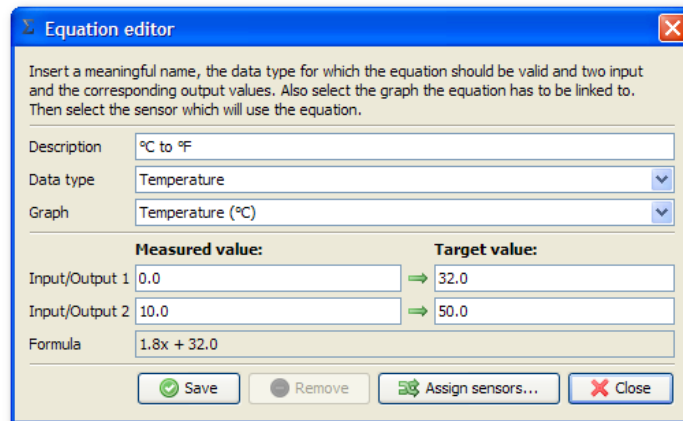 Equation editor
Insert a meaningful name, the data type for which the equation should be valid and two input
and the corresponding output values. Also select the graph the equation has to be linked to.
Then select the sensor which will use the equation.
Description °C to °F
Data type Temperature
Graph Temperature (°C)
Measured value: Target value:
Input/Output 1 0.0 32.0
Input/Output 2 10.0 50.0
Formula 1.8x + 32.0
Save Remove Assign sensors... Close